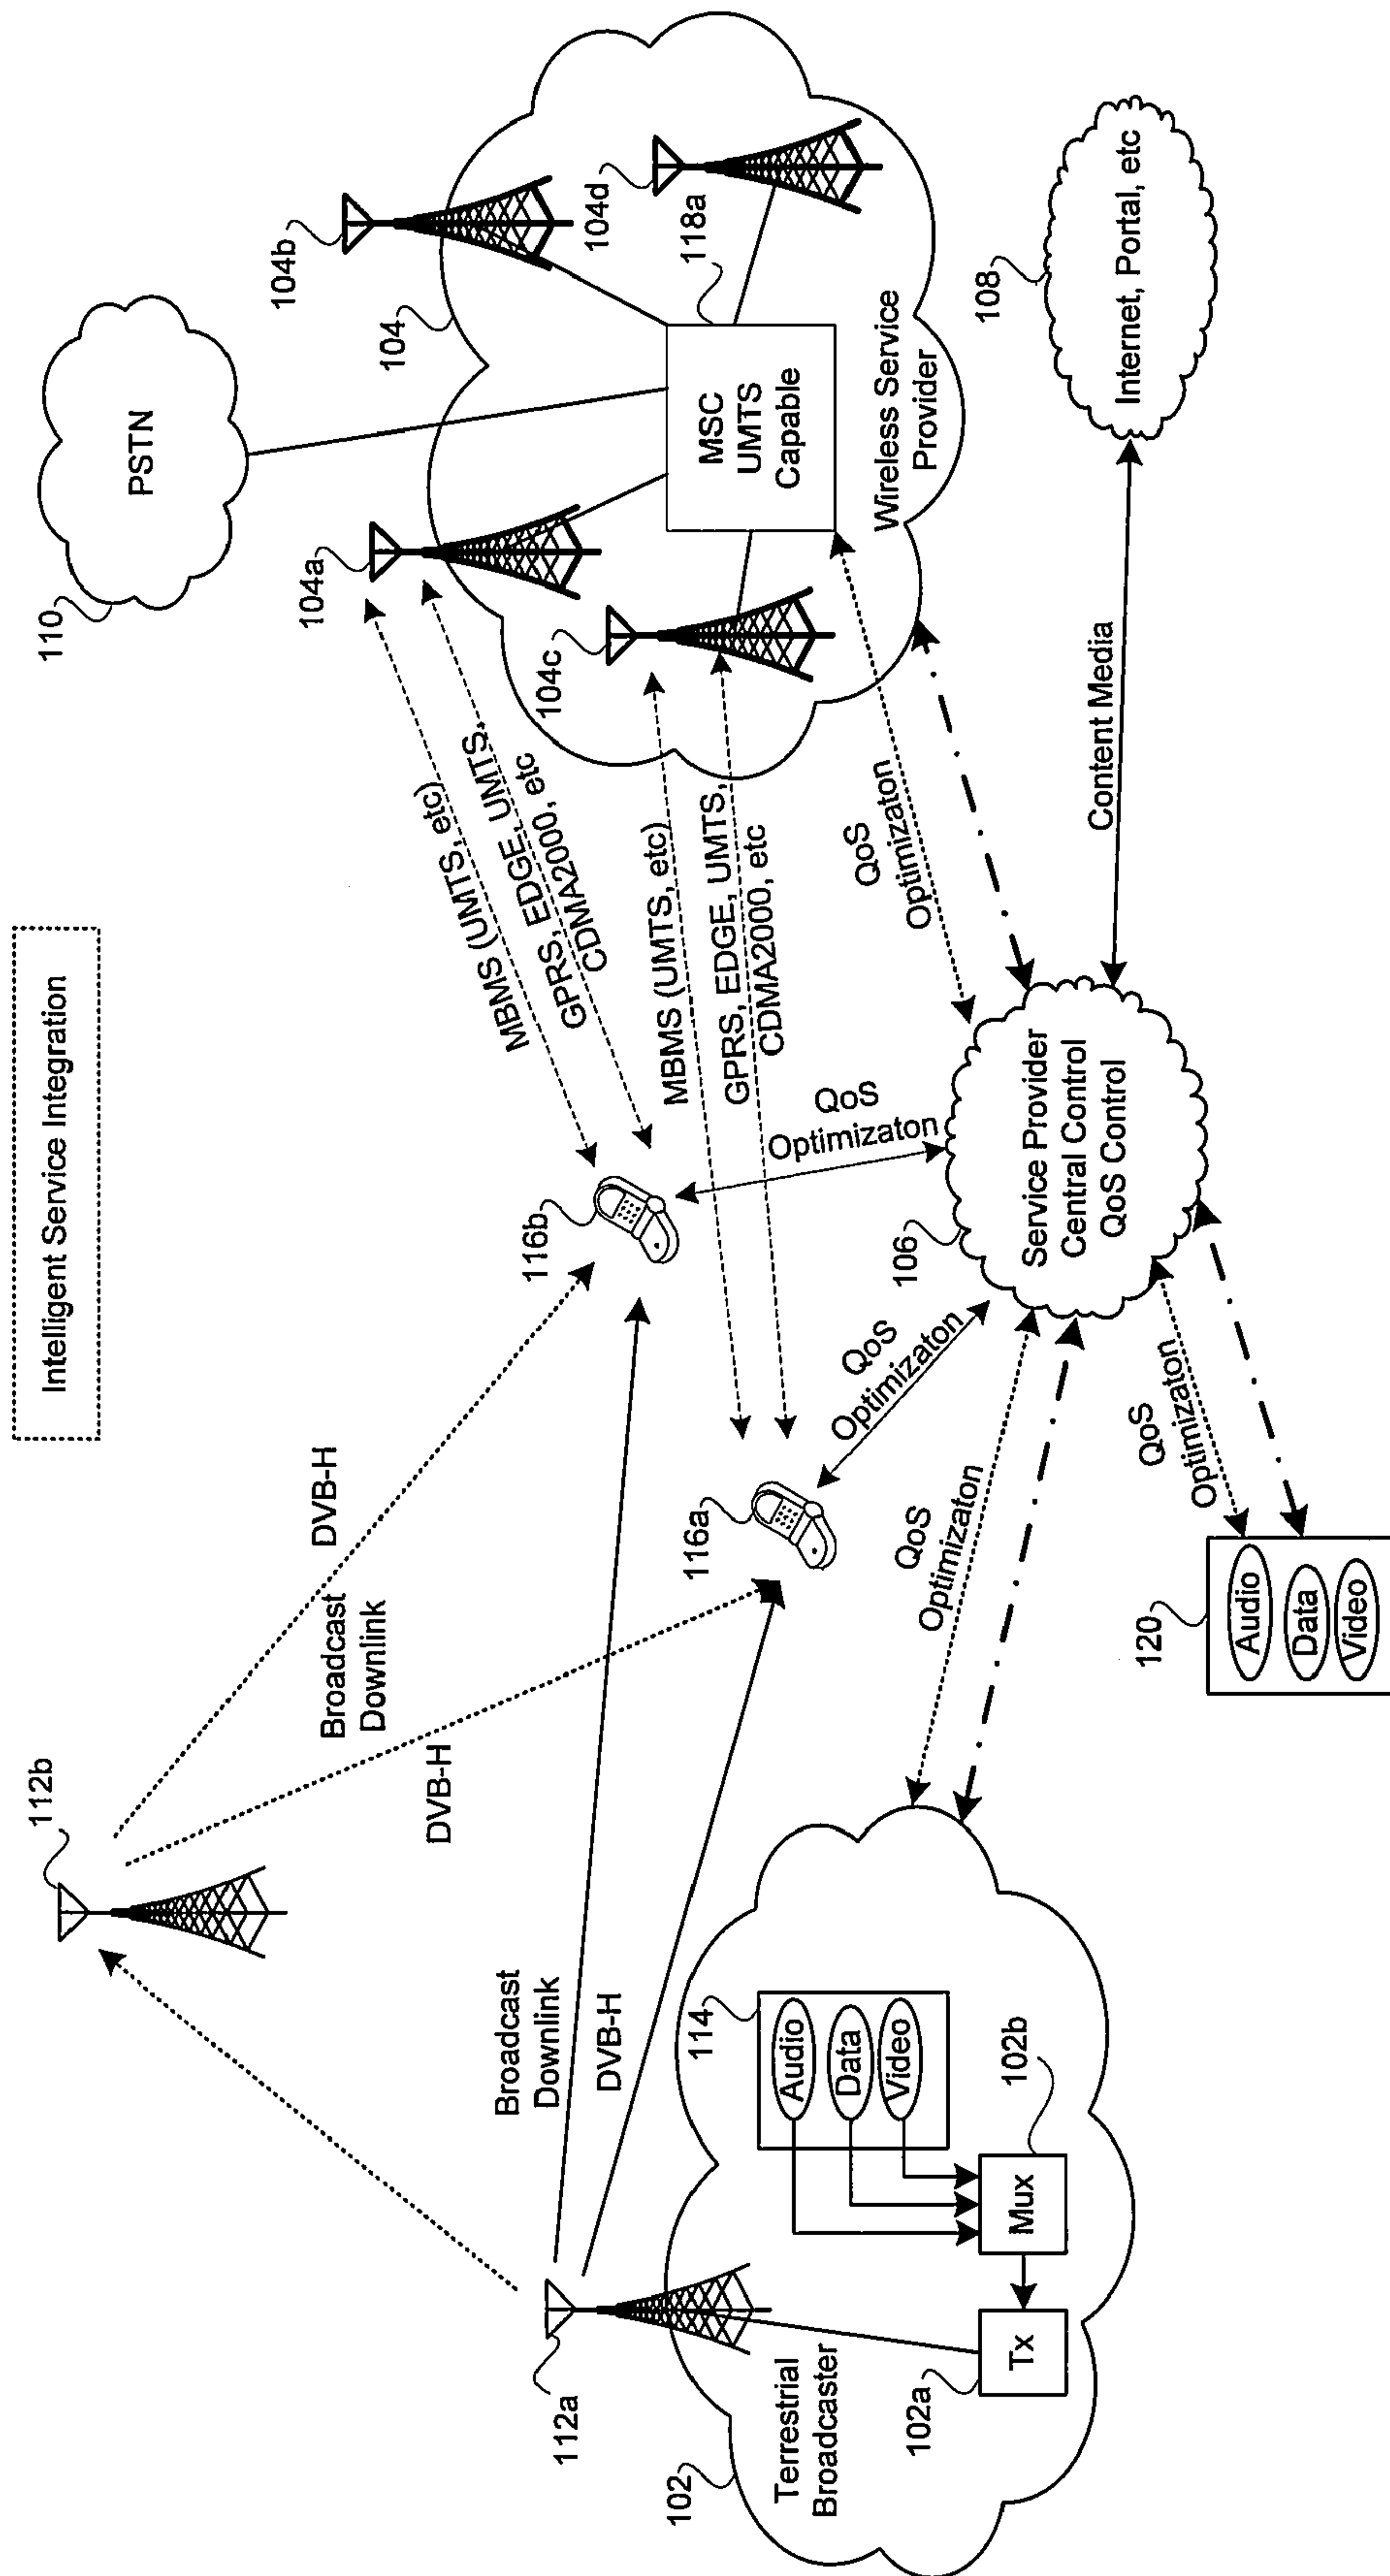 Intelligent Service Integration
110
PSTN
104b
104
104a
104d
118a
MSC
UMTS
Capable
104c
Wireless Service
Provider
108
Internet, Portal, etc
Content Media
MBMS (UMTS, etc)
GPRS, EDGE, UMTS,
CDMA2000, etc
MBMS (UMTS, etc)
GPRS, EDGE, UMTS,
CDMA2000, etc
QoS
Optimizaton
116b
QoS
Optimizaton
106
Service Provider
Central Control
QoS Control
116a
QoS
Optimizaton
QoS
Optimizaton
QoS
Optimizaton
120
Audio
Data
Video
112b
DVB-H
Broadcast
Downlink
DVB-H
112a
Broadcast
Downlink
DVB-H
102
Terrestrial
Broadcaster
114
Audio
Data
Video
102b
Mux
102a
Tx